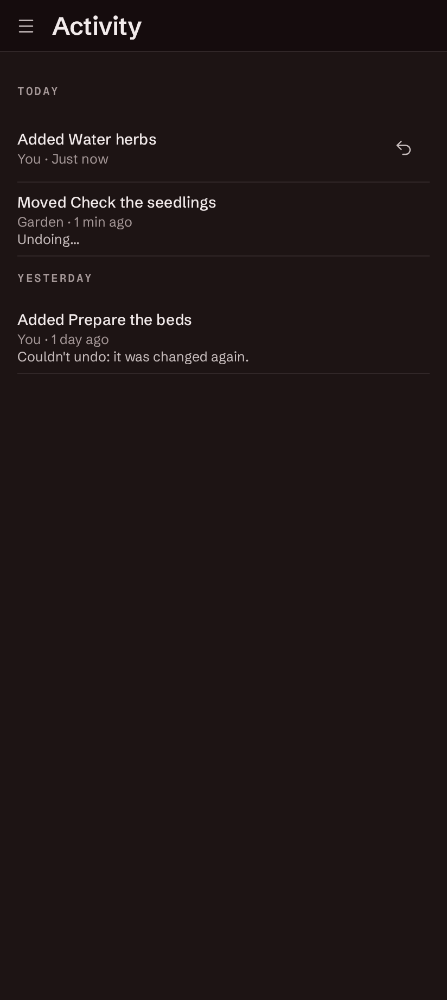 Activity
TODAY
Added Water herbs
You · Just now
Moved Check the seedlings
Garden · 1 min ago
Undoing…
YESTERDAY
Added Prepare the beds
You · 1 day ago
Couldn't undo: it was changed again.